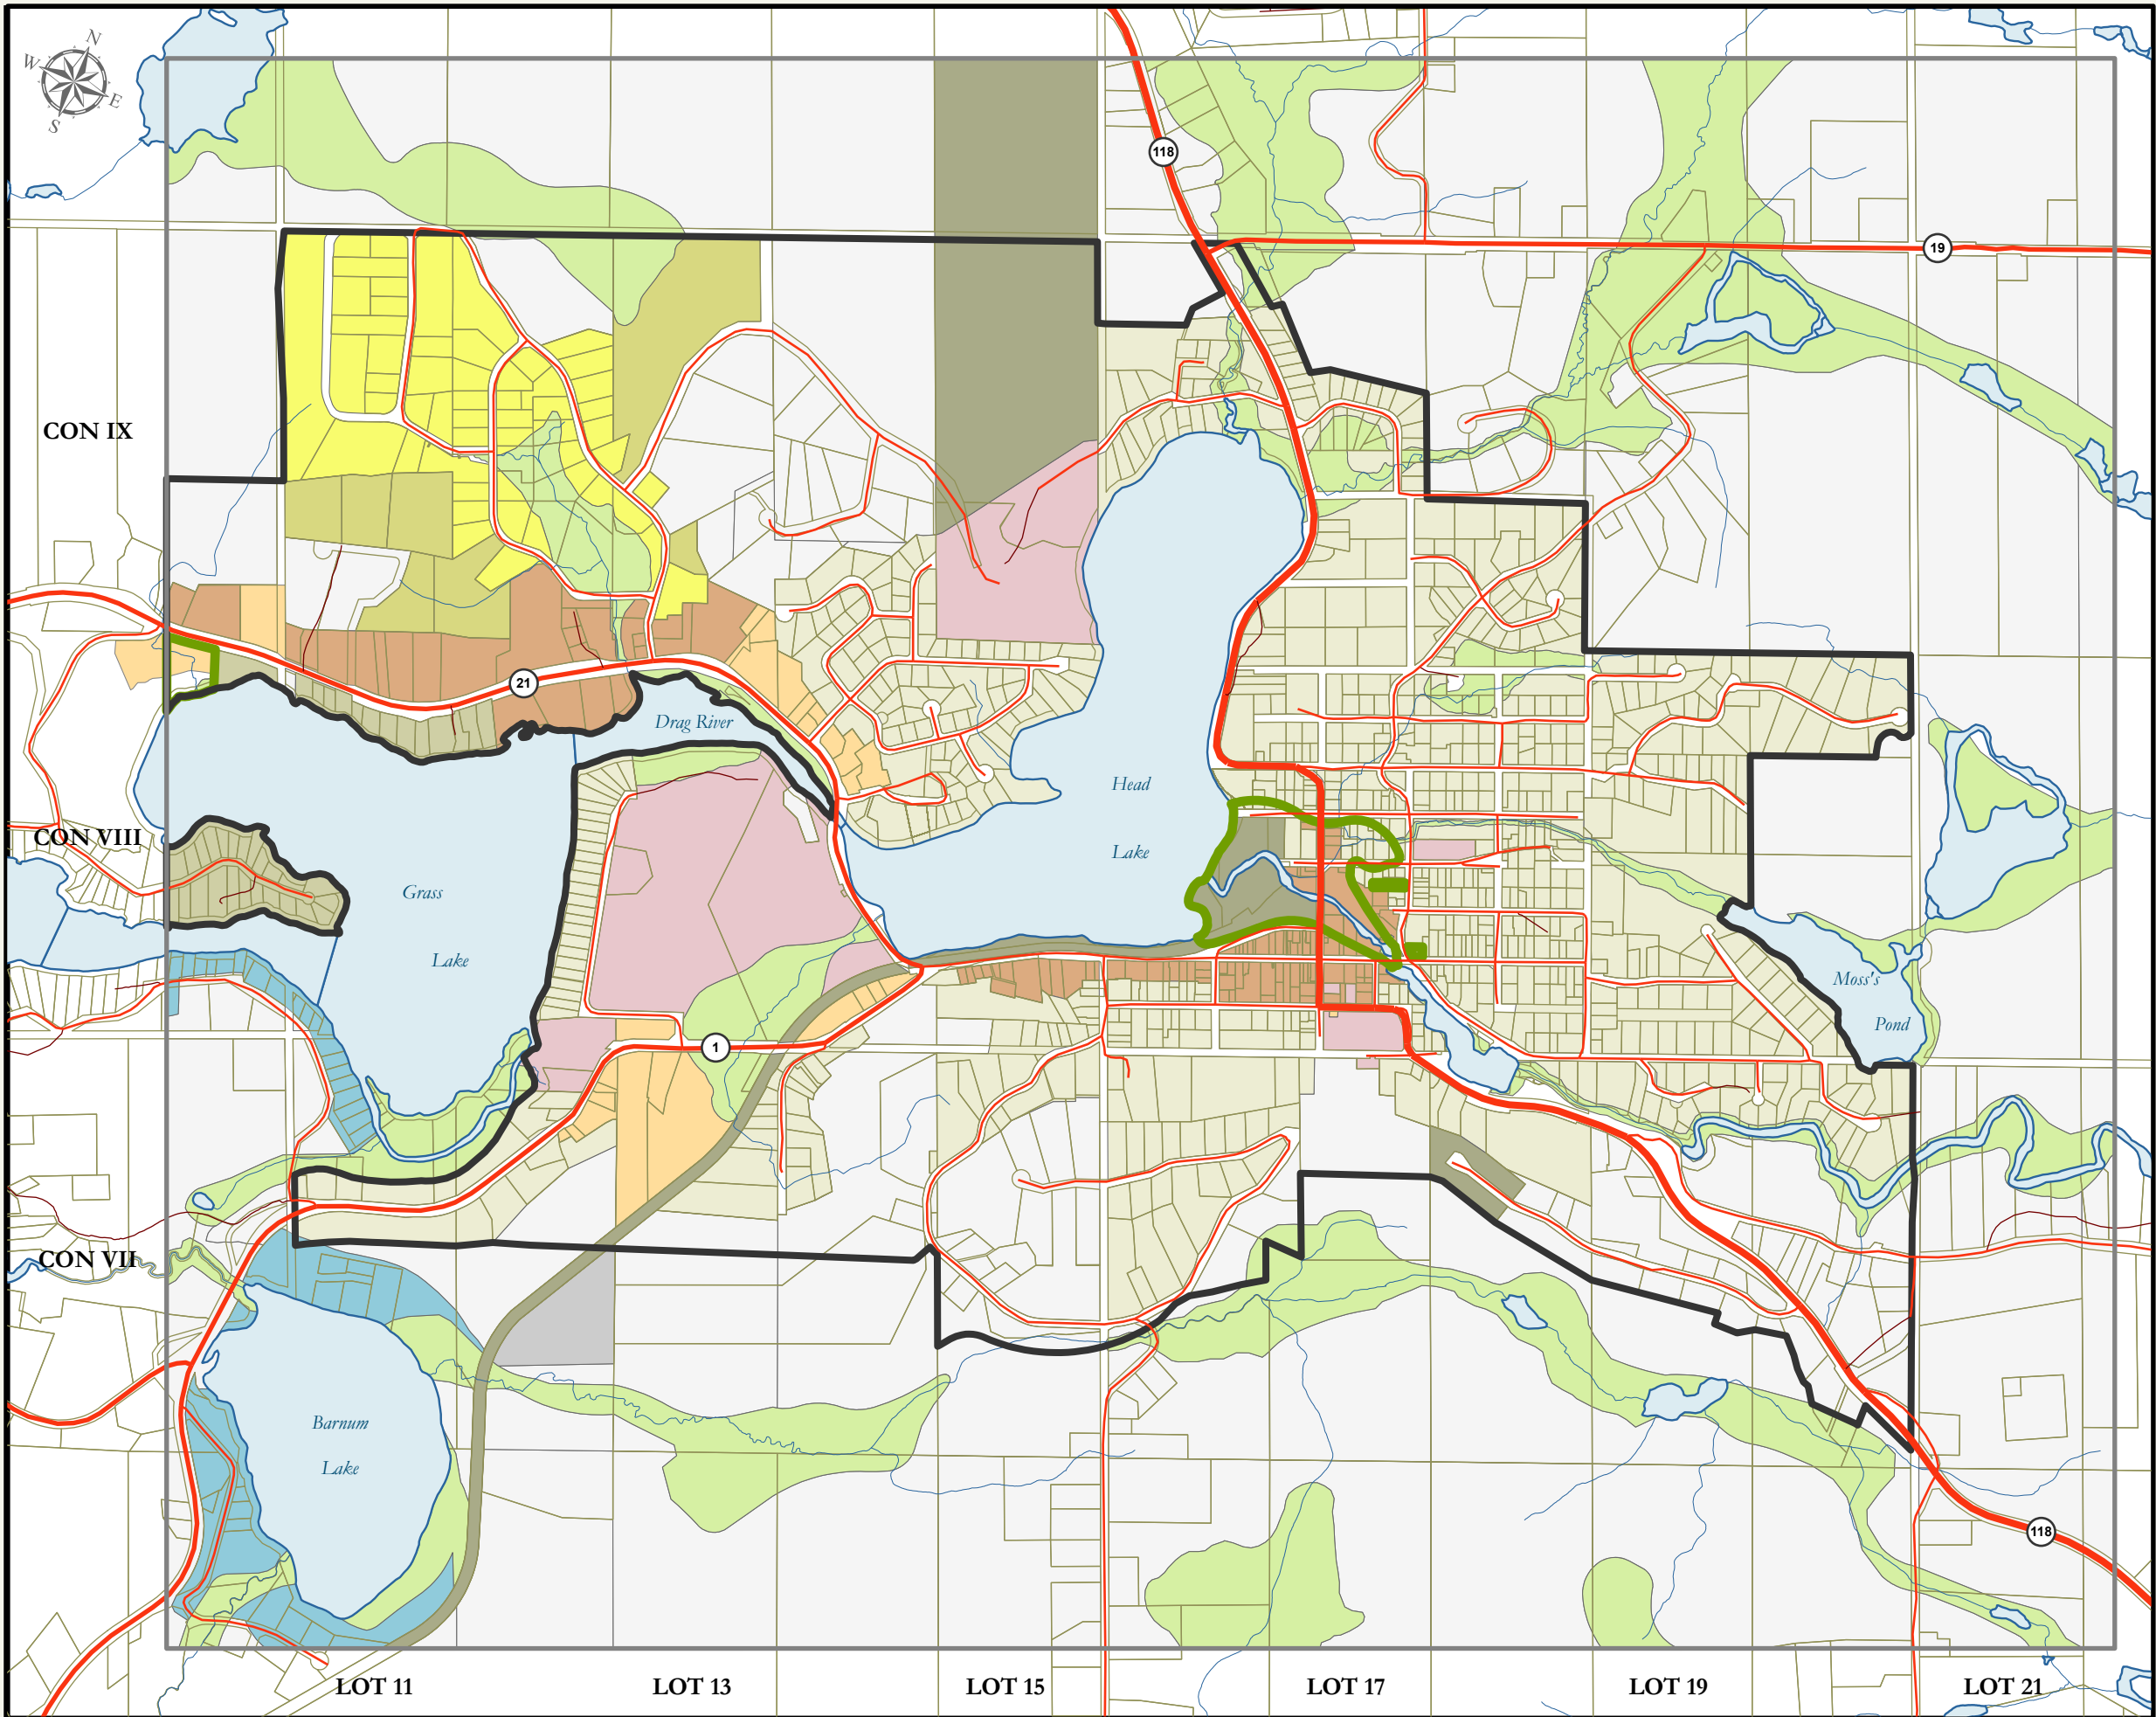 N
W
E
S
118
19
CON IX
21
Drag River
Head
Lake
CON VIII
Grass
Lake
Moss's
Pond
1
CON VII
Barnum
Lake
118
LOT 11
LOT 13
LOT 15
LOT 17
LOT 19
LOT 21